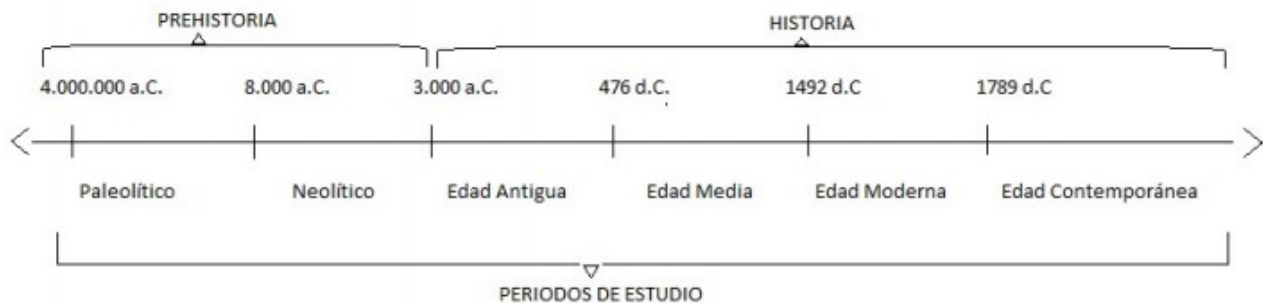 PREHISTORIA HISTORIA
4.000.000 a.C. 8.000 a.C. 3.000 a.C. 476 d.C. 1492 d.C 1789 d.C
Paleolítico Neolítico Edad Antigua Edad Media Edad Moderna Edad Contemporánea
PERIODOS DE ESTUDIO